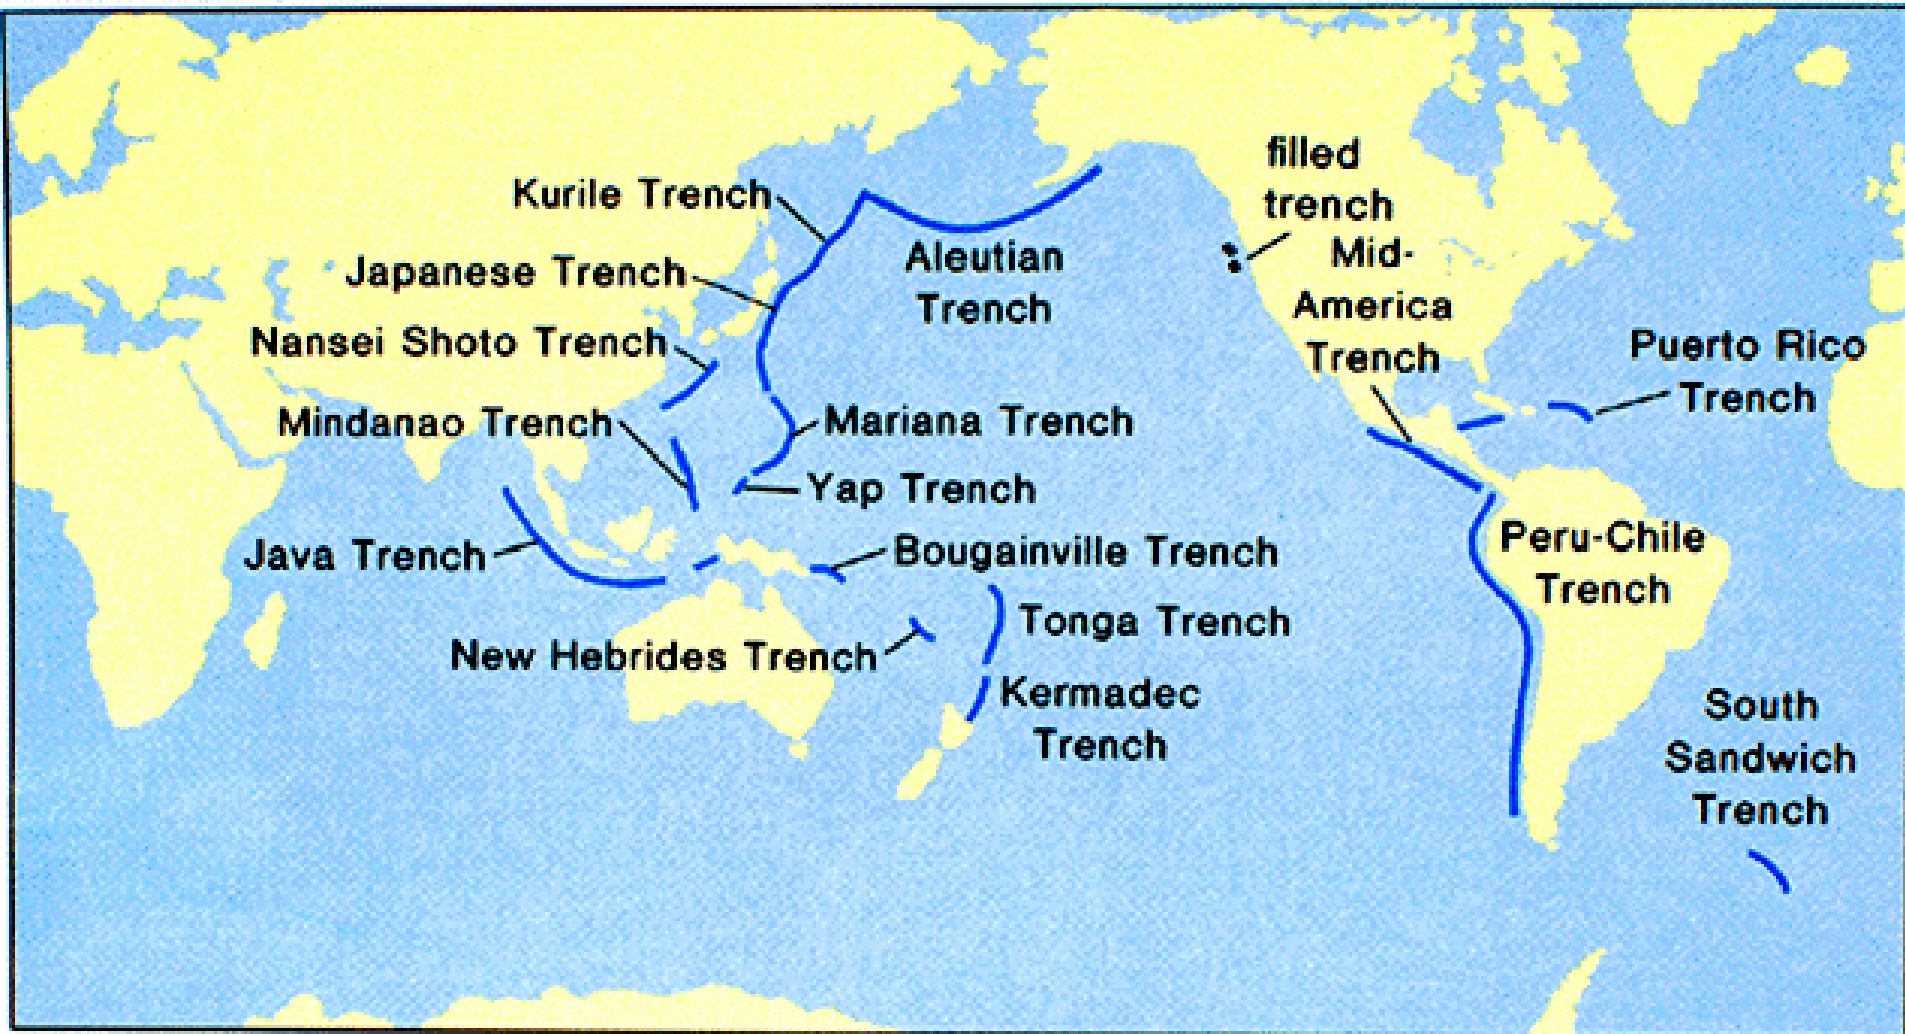 filled
trench
Kurile Trench
Aleutian
Trench
Mid-
America
Trench
Japanese Trench
Nansei Shoto Trench
Puerto Rico
Trench
Mindanao Trench
Mariana Trench
Yap Trench
Java Trench
Bougainville Trench
Peru-Chile
Trench
Tonga Trench
New Hebrides Trench
Kermadec
Trench
South
Sandwich
Trench